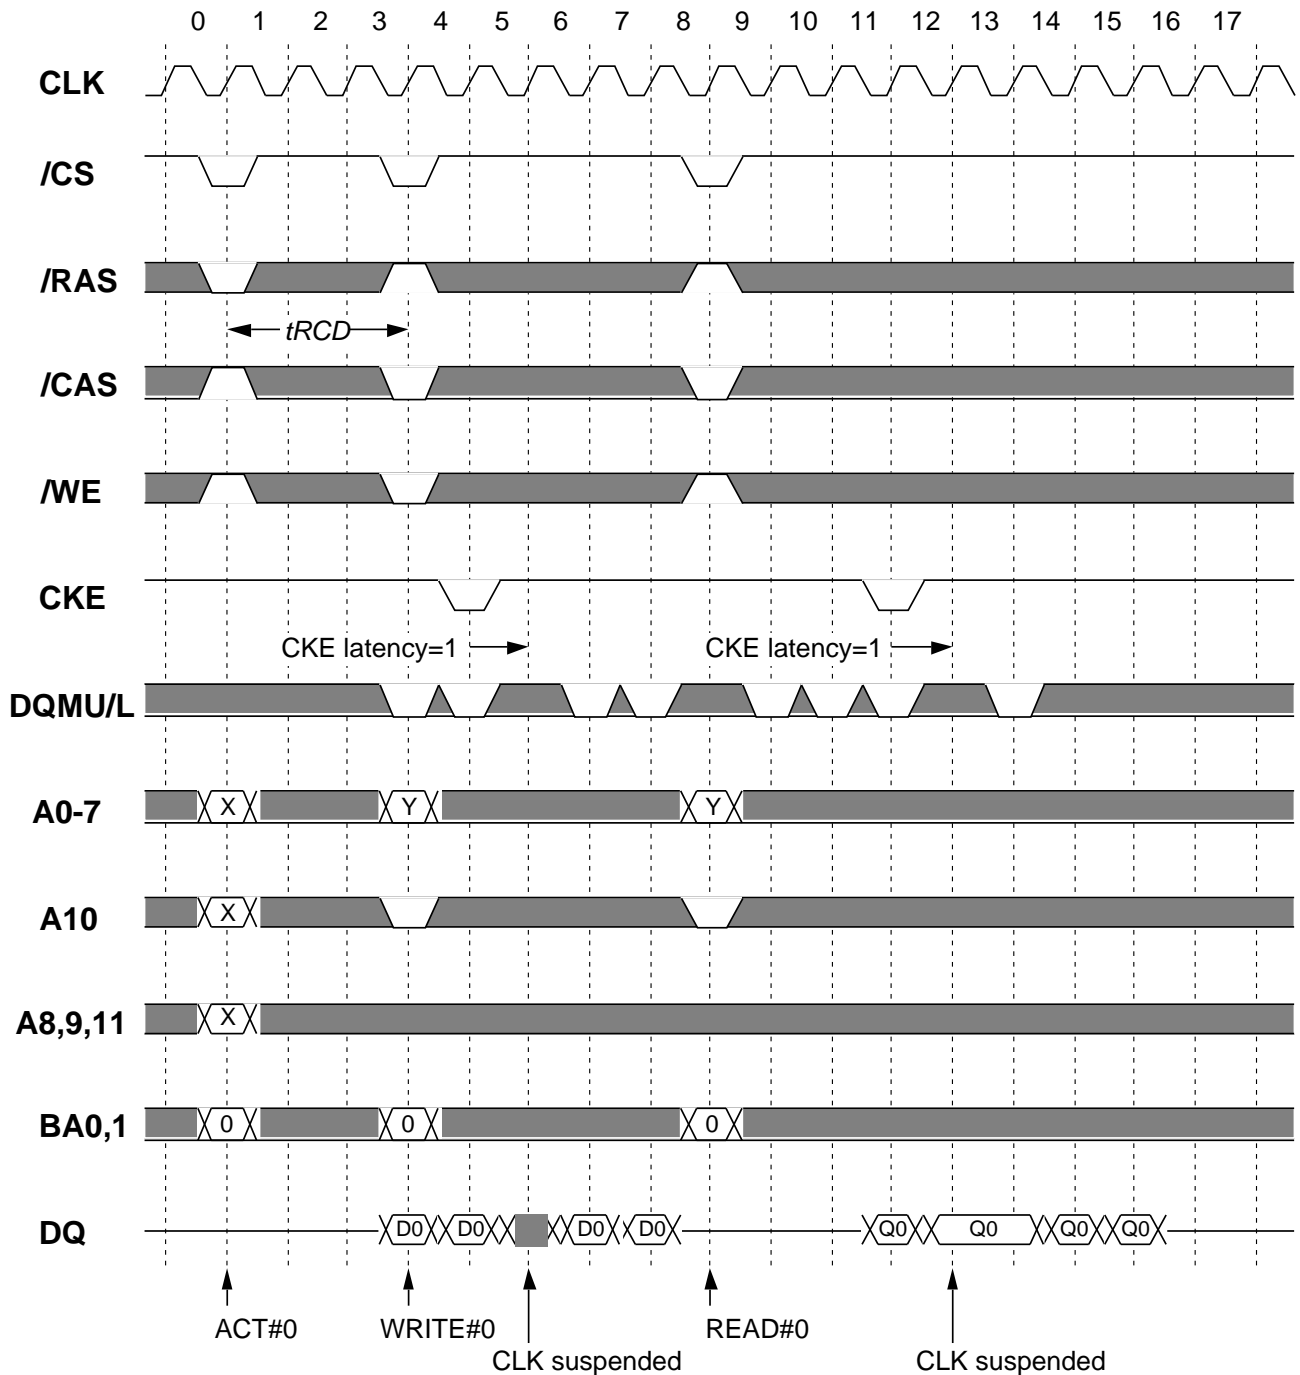 0 1 2 3 4 5 6 7 8 9 10 11 12 13 14 15 16 17
CLK
/CS
/RAS
tRCD
/CAS
/WE
CKE
CKE latency=1 CKE latency=1
DQMU/L
A0-7 X Y Y
A10 X
A8,9,11 X
BA0,1 0 0 0
DQ D0 D0 D0 D0 Q0 Q0 Q0 Q0
ACT#0 WRITE#0 READ#0
CLK suspended CLK suspended